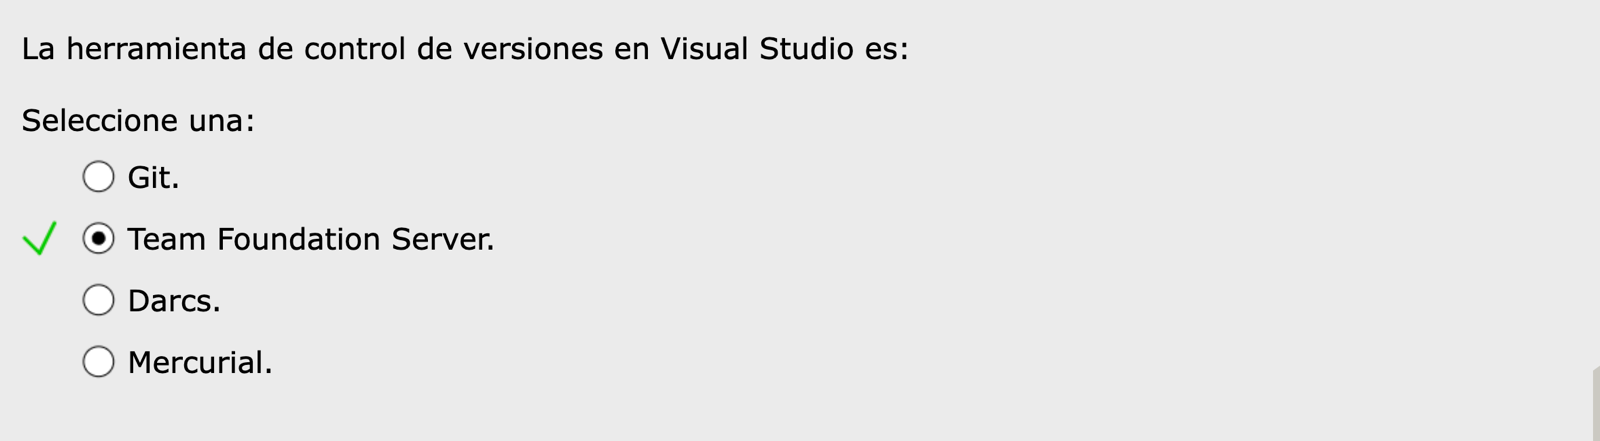 La herramienta de control de versiones en Visual Studio es:
Seleccione una:
Git.
Team Foundation Server.
Darcs.
Mercurial.